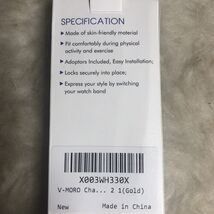 SPECIFICATION
▸ Made of skin-friendly material
▸ Fit comfortably during physical
activity and exercise
▸ Adaptors Included, Easy Installation;
▸ Locks securely into place;
▸ Express your style by switching
your watch band
X003WH330X
V-MORO Cha... 2 1(Gold)
New
Made in China